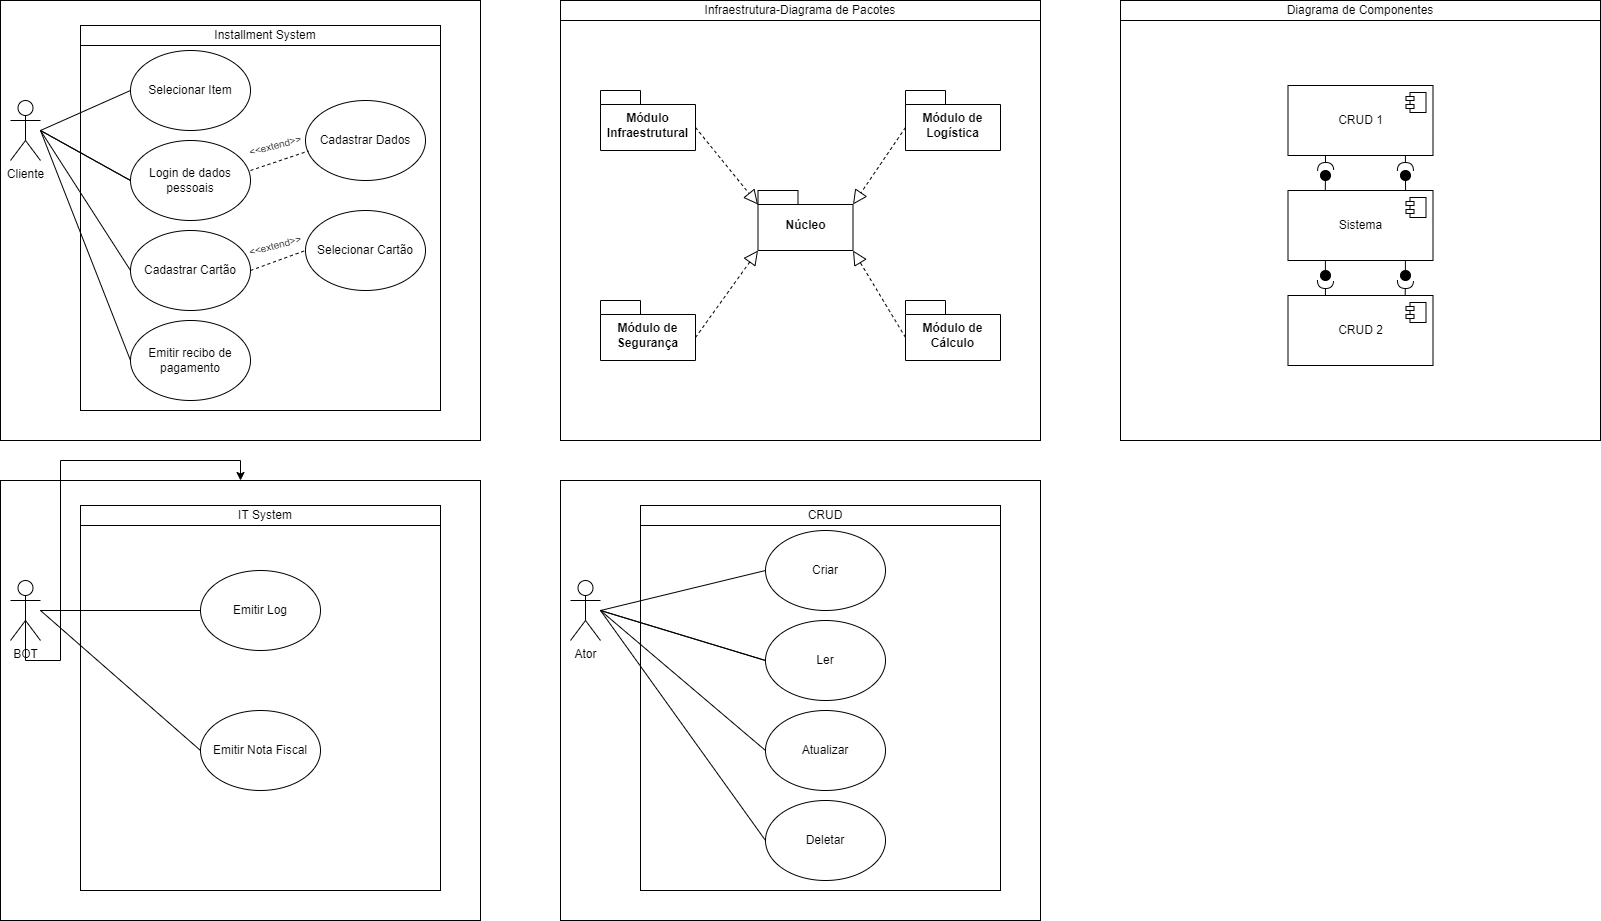 Installment System
Selecionar Item
Cliente
Login de dados
pessoais
<<extend>>
Cadastrar Dados
Cadastrar Cartão
<<extend>>
Selecionar Cartão
Emitir recibo de
pagamento
Infraestrutura-Diagrama de Pacotes
Módulo
Infraestrutural
Módulo de
Logística
Núcleo
Módulo de
Segurança
Módulo de
Cálculo
Diagrama de Componentes
CRUD 1
Sistema
CRUD 2
IT System
BOT
Emitir Log
Emitir Nota Fiscal
CRUD
Ator
Criar
Ler
Atualizar
Deletar